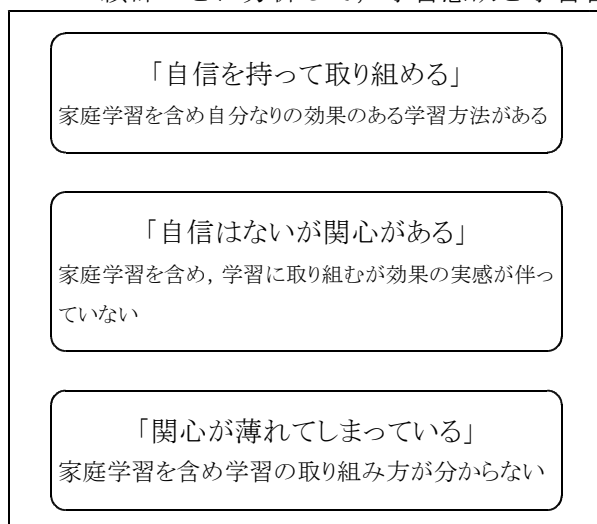 「自信を持って取り組める」
家庭学習を含め自分なりの効果のある学習方法がある
「自信はないが関心がある」
家庭学習を含め，学習に取り組むが効果の実感が伴っ
ていない
「関心が薄れてしまっている」
家庭学習を含め学習の取り組み方が分からない